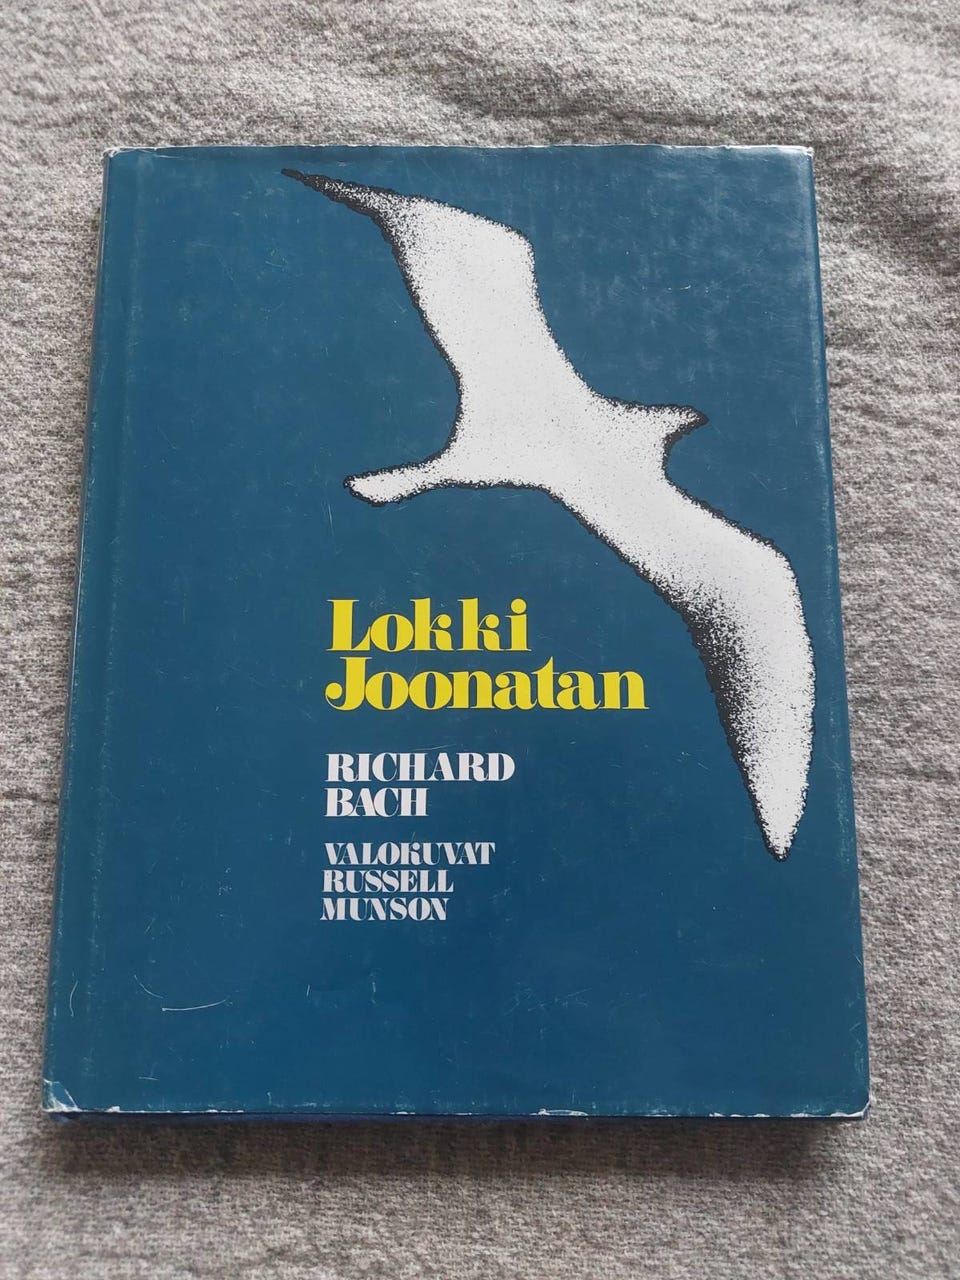 Lokki
Joonatan
RICHARD
BACH
VALOKUVAT
RUSSELL
MUNSON